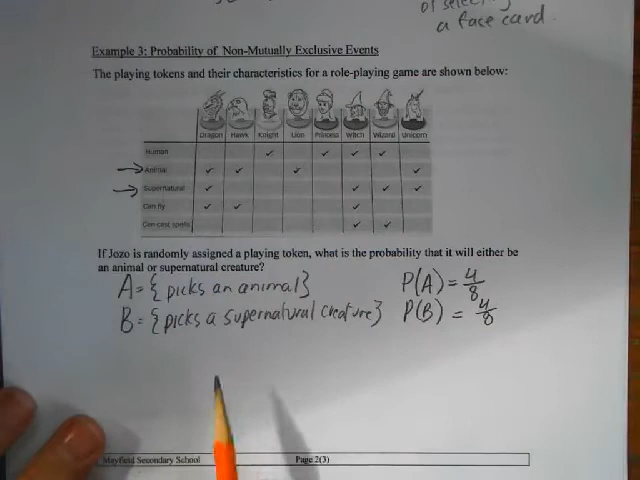 of selecting
a face card.
Example 3: Probability of Non-Mutually Exclusive Events
The playing tokens and their characteristics for a role-playing game are shown below:
Dragon Hawk Knight Lion Princess Witch Wizard Unicorn
Human ✓ ✓ ✓ ✓
Animal ✓ ✓ ✓ ✓
Supernatural ✓ ✓ ✓ ✓
Can fly ✓ ✓ ✓
Can cast spells ✓ ✓
If Jozo is randomly assigned a playing token, what is the probability that it will either be
an animal or supernatural creature?
A = {picks an animal} P(A) = 4/8
B = {picks a supernatural creature} P(B) = 4/8
Mayfield Secondary School Page 2(3)